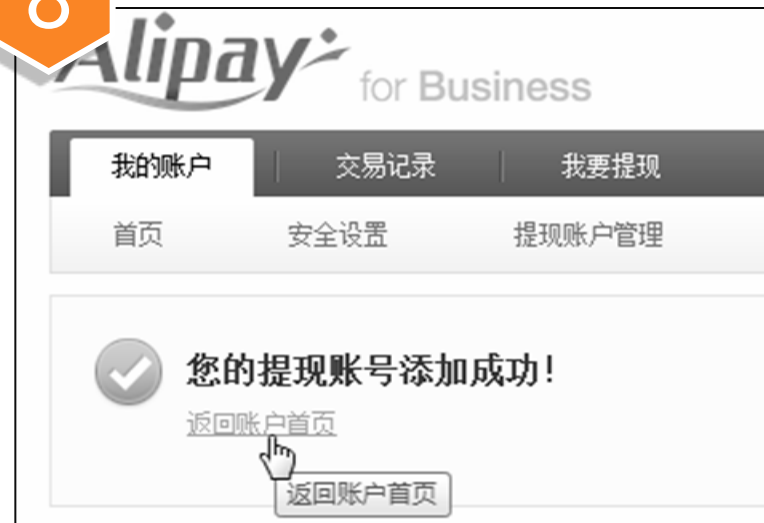 Alipay for Business
我的账户 交易记录 我要提现
首页 安全设置 提现账户管理
您的提现账号添加成功!
返回账户首页
返回账户首页